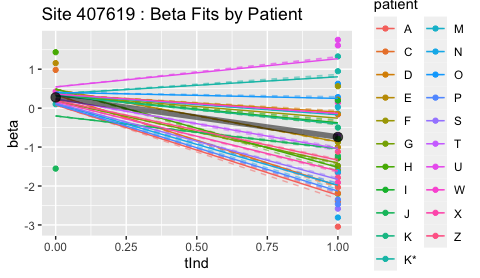 Site 407619 : Beta Fits by Patient
patient
A
C
D
E
F
G
H
I
J
K
K*
M
N
O
P
S
T
U
W
X
Z
beta
1
0
-1
-2
-3
0.00
0.25
0.50
0.75
1.00
tInd